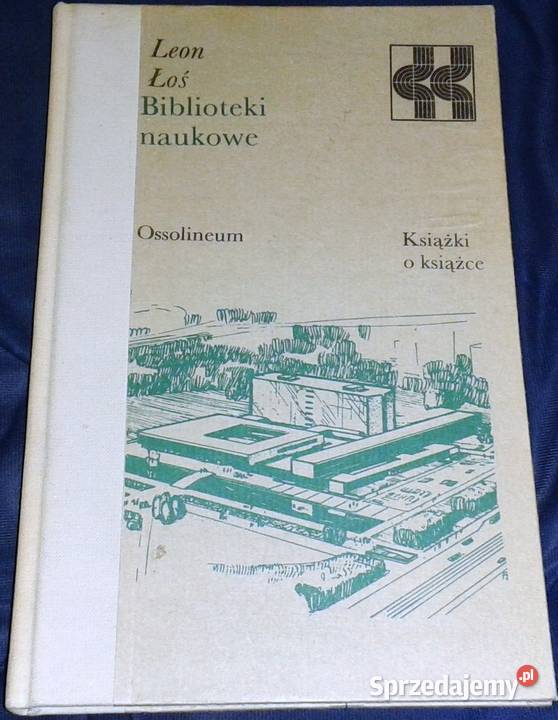 Leon
Łoś
Biblioteki
naukowe
Ossolineum
Książki
o książce
Sprzedajemy.pl